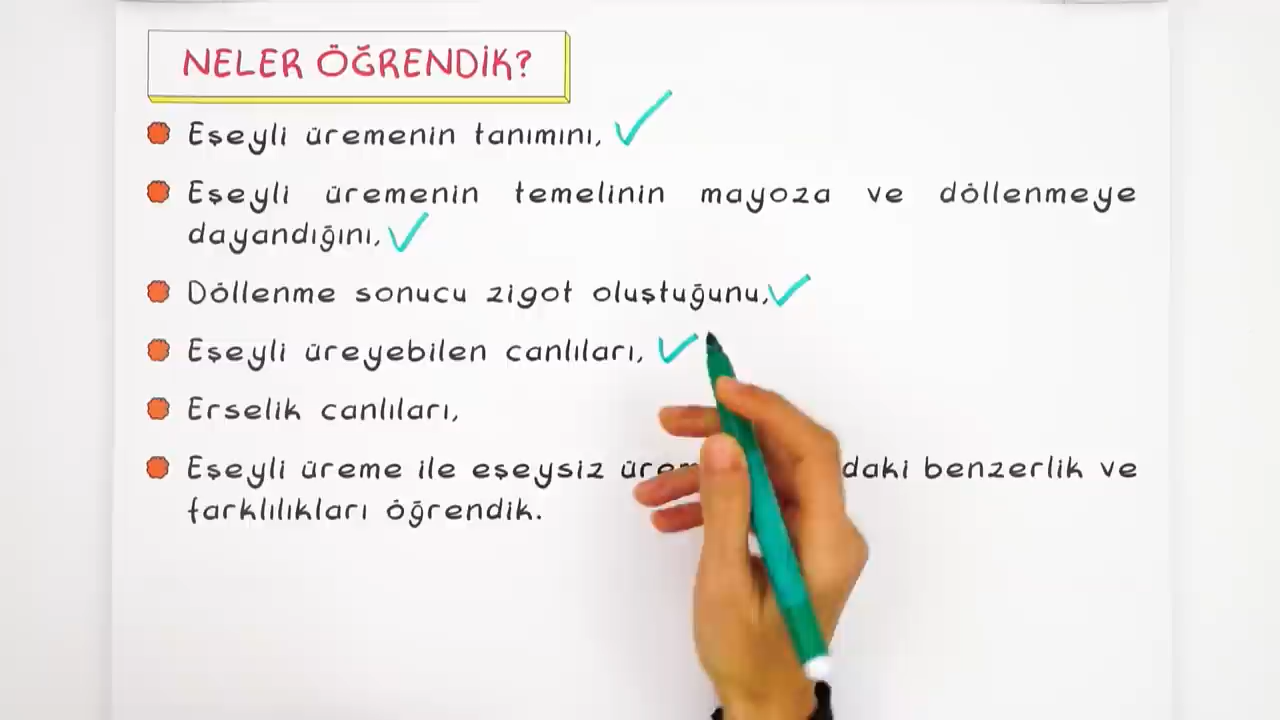 NELER ÖĞRENDİK?
Eşeyli üremenin tanımını,
Eşeyli üremenin temelinin mayoza ve döllenmeye
dayandığını,
Döllenme sonucu zigot oluştuğunu,
Eşeyli üreyebilen canlıları,
Erselik canlıları,
Eşeyli üreme ile eşeysiz benzerlik ve
farklılıkları öğrendik.